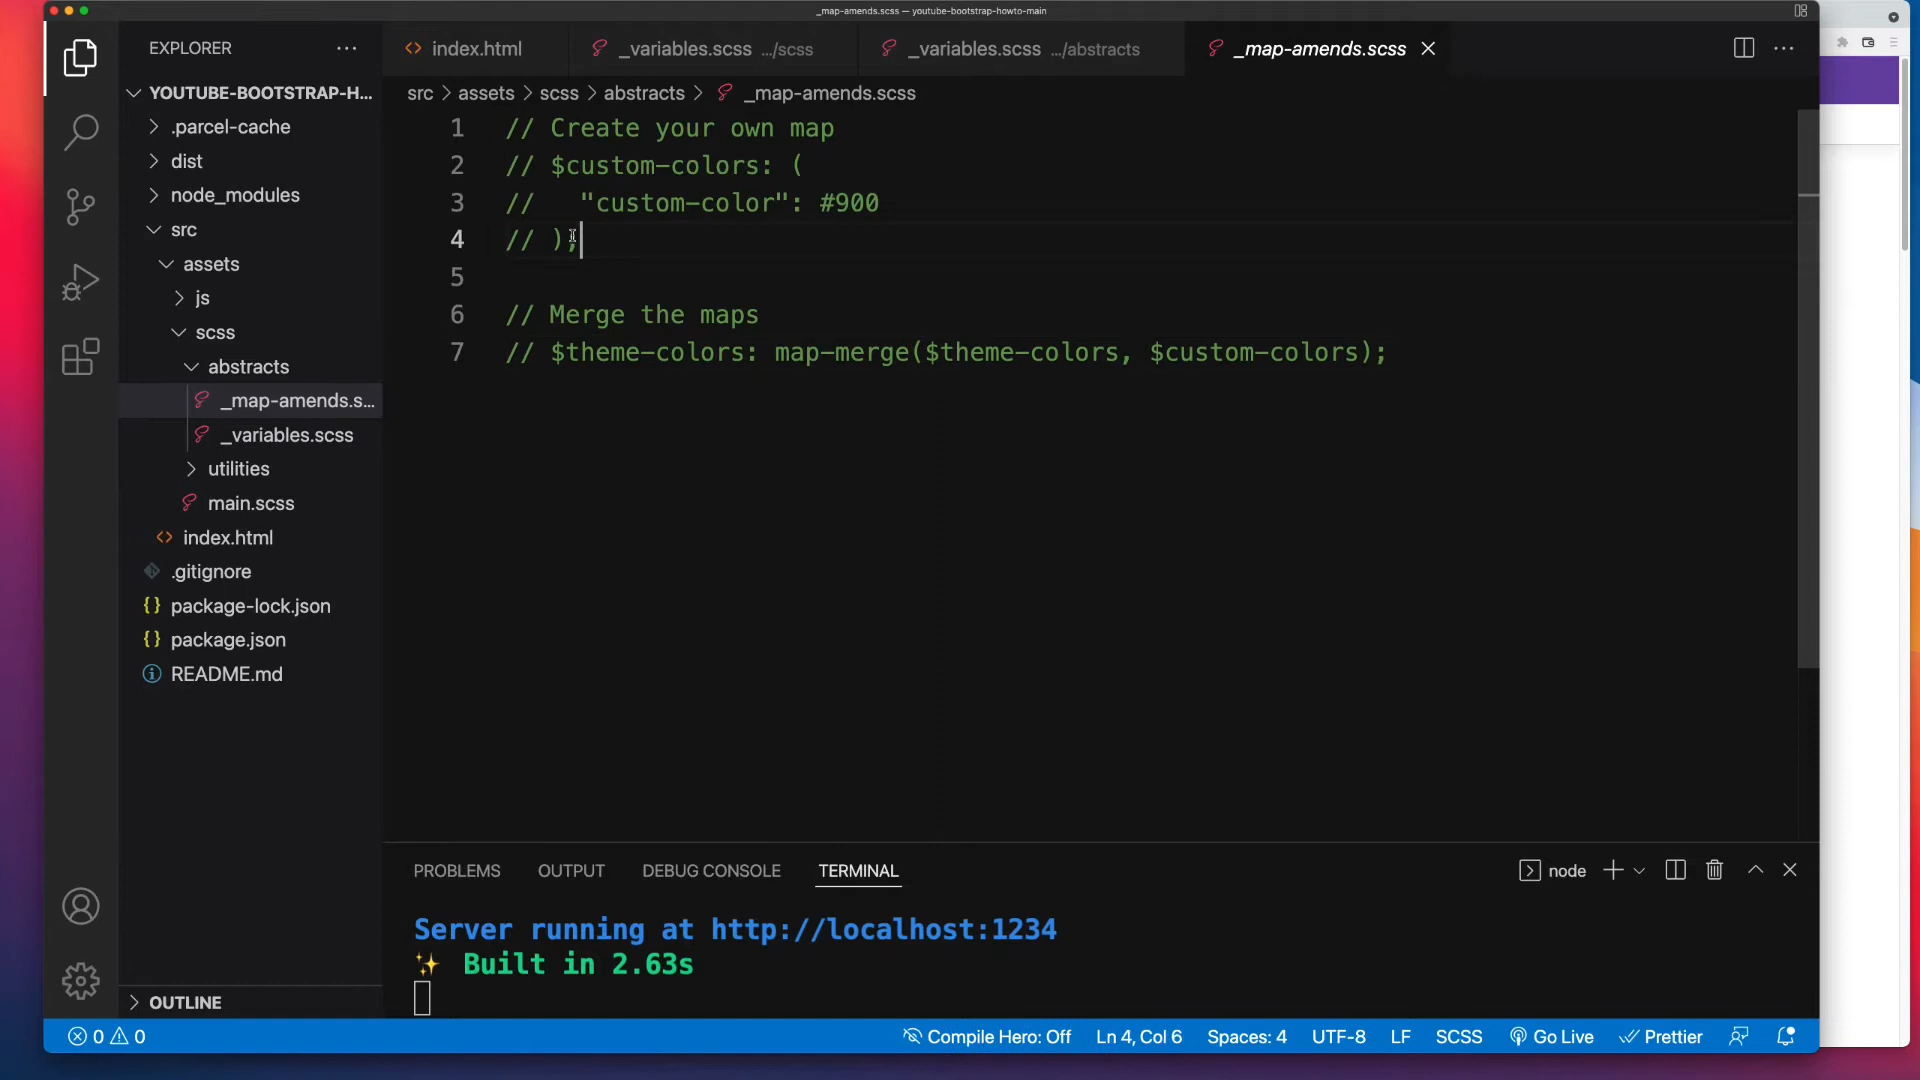 _map-amends.scss — youtube-bootstrap-howto-main
EXPLORER
index.html
_variables.scss .../scss
_variables.scss .../abstracts
_map-amends.scss
YOUTUBE-BOOTSTRAP-H...
src > assets > scss > abstracts > _map-amends.scss
.parcel-cache
dist
node_modules
src
assets
js
scss
abstracts
_map-amends.s...
_variables.scss
utilities
main.scss
index.html
.gitignore
package-lock.json
package.json
README.md
OUTLINE
1 // Create your own map
2 // $custom-colors: (
3 //   "custom-color": #900
4 // );
5
6 // Merge the maps
7 // $theme-colors: map-merge($theme-colors, $custom-colors);
PROBLEMS OUTPUT DEBUG CONSOLE TERMINAL
node
Server running at http://localhost:1234
✨ Built in 2.63s
0 0 Compile Hero: Off Ln 4, Col 6 Spaces: 4 UTF-8 LF SCSS Go Live Prettier